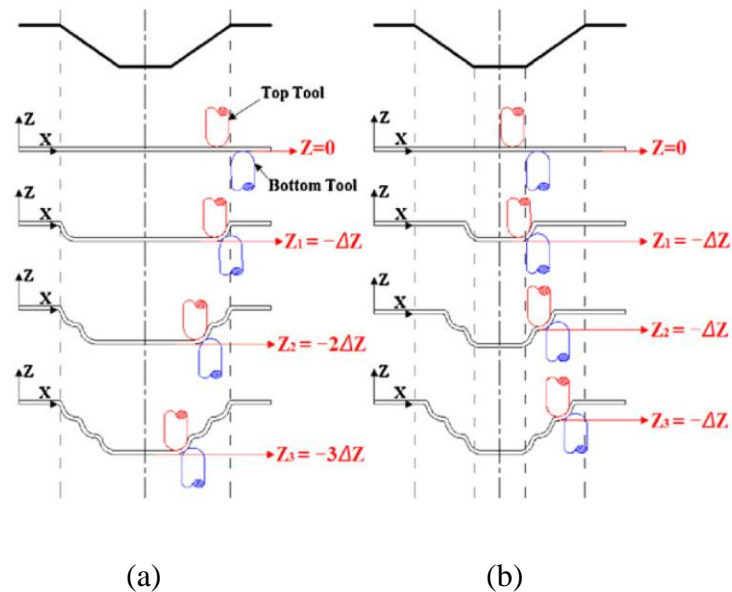 Top Tool
Z
X
Z=0
Bottom Tool
Z
X
Z₁ = −ΔZ
Z
X
Z₂ = −2ΔZ
Z
X
Z₃ = −3ΔZ
(a)
Z
X
Z=0
Z
X
Z₁ = −ΔZ
Z
X
Z₂ = −ΔZ
Z
X
Z₃ = −ΔZ
(b)